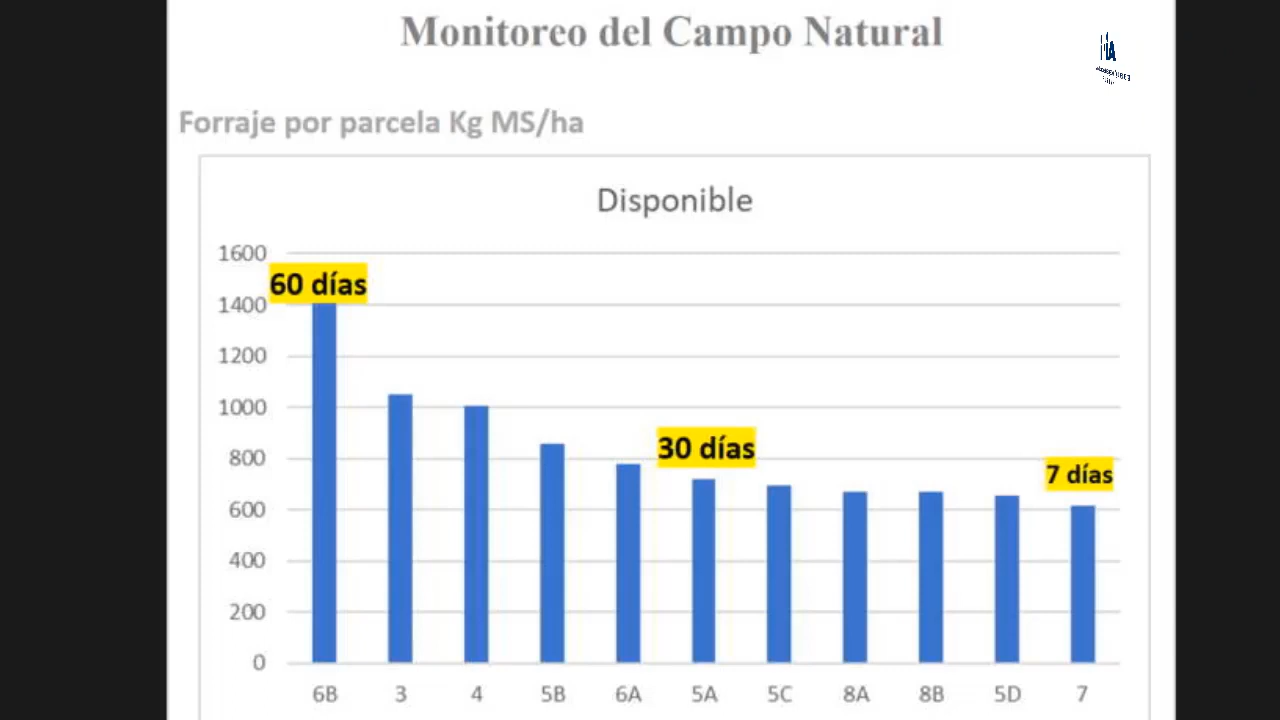 Monitoreo del Campo Natural
Forraje por parcela Kg MS/ha
Disponible
1600
60 días
1400
1200
1000
30 días
800
7 días
600
400
200
0
6B 3 4 5B 6A 5A 5C 8A 8B 5D 7